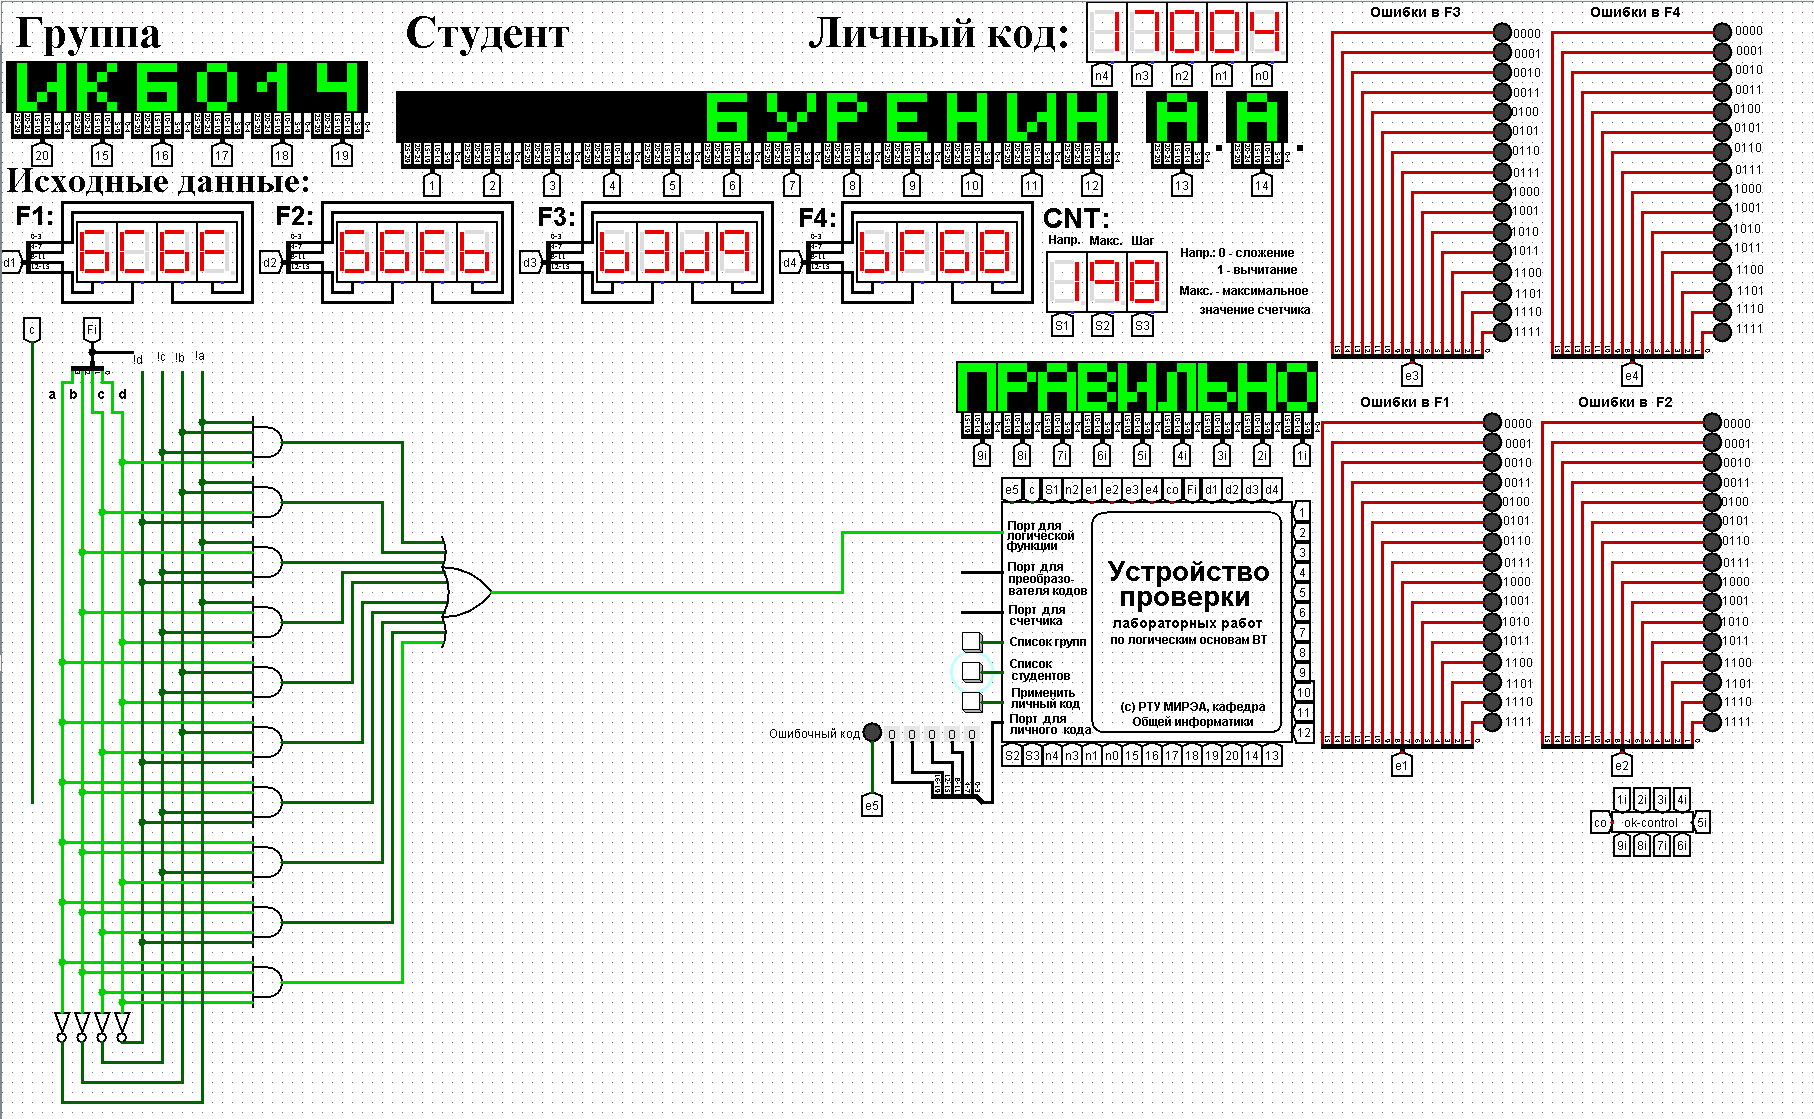 Группа
Студент
Личный код:
17004
n4 n3 n2 n1 n0
ИКБО14
БУРЕНИН А.А.
20 15 16 17 18 19
1 2 3 4 5 6 7 8 9 10 11 12 13 14
Исходные данные:
F1:
F2:
F3:
F4:
d1 d2 d3 d4
0-3
4-7
8-11
12-15
CNT:
Напр. Макс. Шаг
198
S1 S2 S3
Напр.: 0 - сложение
1 - вычитание
Макс. - максимальное
значение счетчика
c Fi
!d !c !b !a
a b c d
ПРАВИЛЬНО
9i 8i 7i 6i 5i 4i 3i 2i 1i
e5 c S1 n2 e1 e2 e3 e4 co Fi d1 d2 d3 d4
Порт для
логической
функции
Порт для
преобразо-
вателя кодов
Порт для
счетчика
Список групп
Список
студентов
Применить
личный код
Порт для
личного кода
Устройство
проверки
лабораторных работ
по логическим основам ВТ
(с) РТУ МИРЭА, кафедра
Общей информатики
1
2
3
4
5
6
7
8
9
10
11
12
S2 S3 n4 n3 n1 n0 15 16 17 18 19 20 14 13
Ошибочный код
0 0 0 0 0
e5
Ошибки в F3
0000
0001
0010
0011
0100
0101
0110
0111
1000
1001
1010
1011
1100
1101
1110
1111
e3
Ошибки в F4
0000
0001
0010
0011
0100
0101
0110
0111
1000
1001
1010
1011
1100
1101
1110
1111
e4
Ошибки в F1
0000
0001
0010
0011
0100
0101
0110
0111
1000
1001
1010
1011
1100
1101
1110
1111
e1
Ошибки в F2
0000
0001
0010
0011
0100
0101
0110
0111
1000
1001
1010
1011
1100
1101
1110
1111
e2
1i 2i 3i 4i
co ok-control 5i
9i 8i 7i 6i